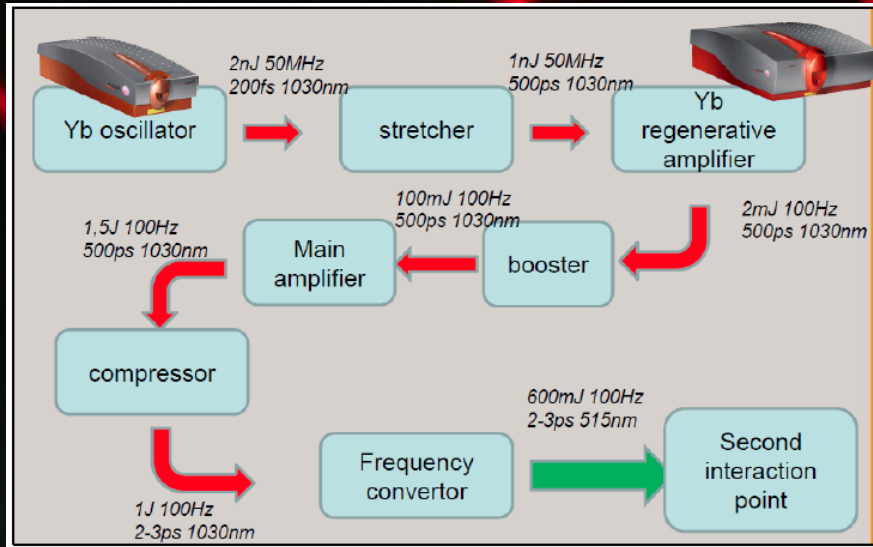 2nJ 50MHz
200fs 1030nm
1nJ 50MHz
500ps 1030nm
Yb oscillator
stretcher
Yb
regenerative
amplifier
2mJ 100Hz
500ps 1030nm
100mJ 100Hz
500ps 1030nm
1,5J 100Hz
500ps 1030nm
Main
amplifier
booster
compressor
1J 100Hz
2-3ps 1030nm
Frequency
convertor
600mJ 100Hz
2-3ps 515nm
Second
interaction
point